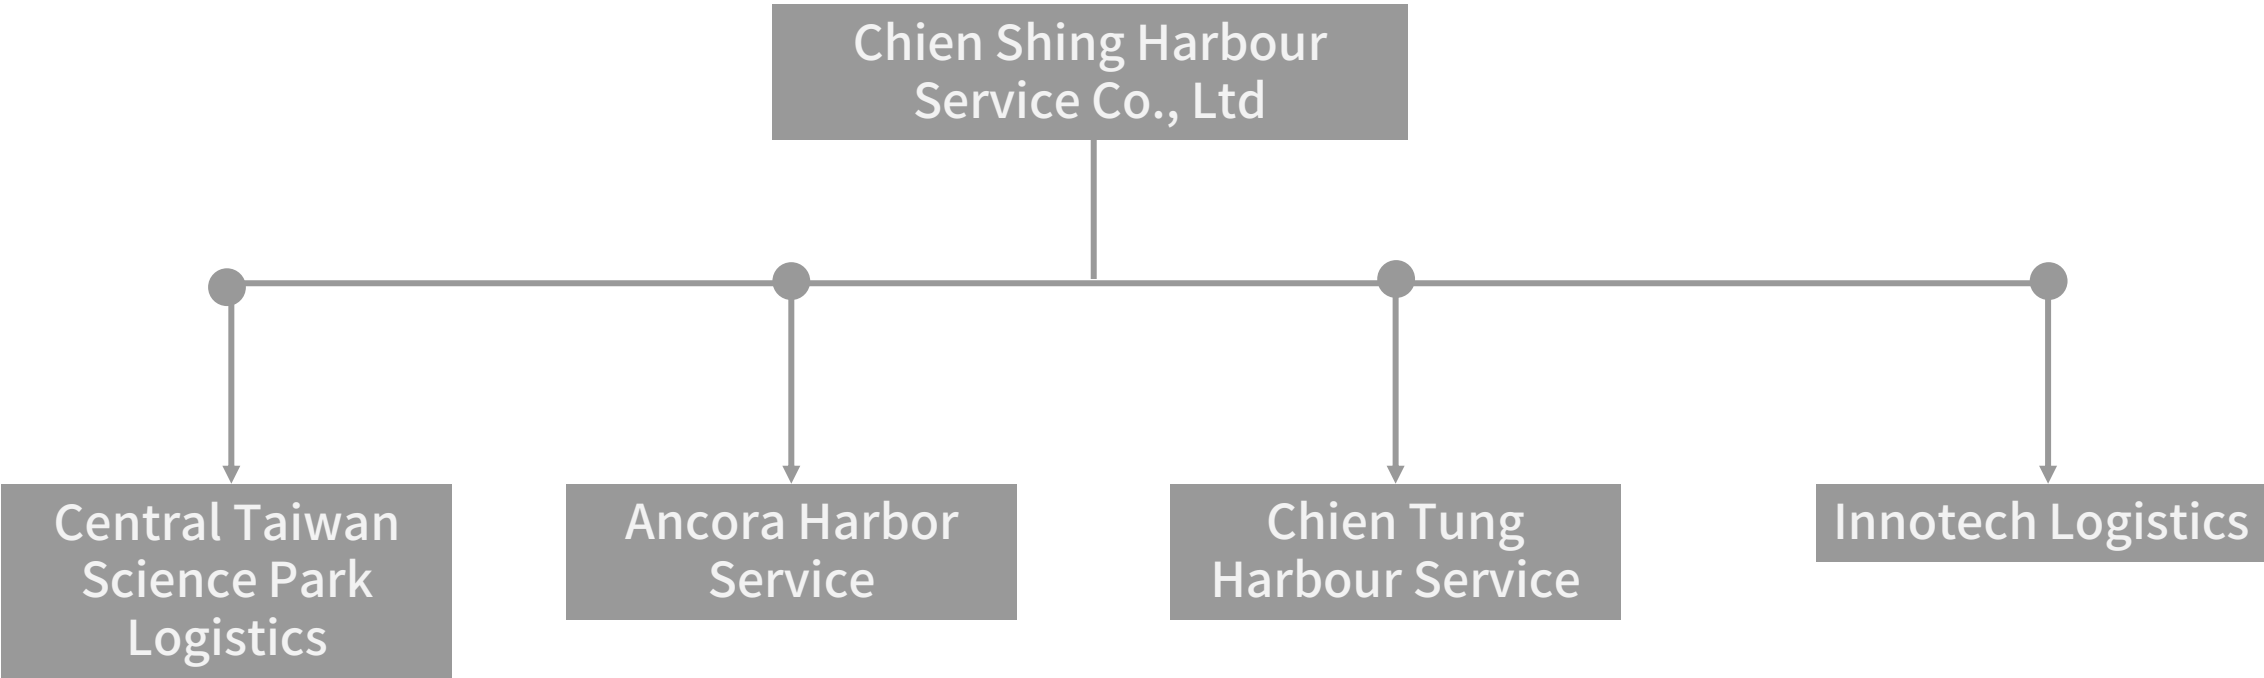 Chien Shing Harbour
Service Co., Ltd
Central Taiwan
Science Park
Logistics
Ancora Harbor
Service
Chien Tung
Harbour Service
Innotech Logistics